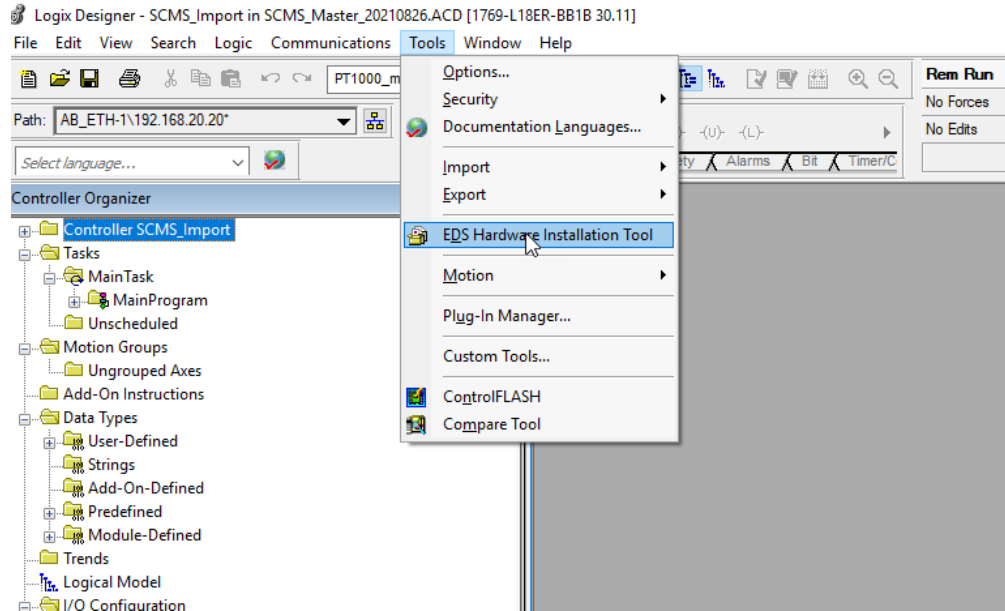 Logix Designer - SCMS_Import in SCMS_Master_20210826.ACD [1769-L18ER-BB1B 30.11]
File Edit View Search Logic Communications Tools Window Help
PT1000_m
Rem Run
No Forces
No Edits
Path: AB_ETH-1\192.168.20.20*
Select language...
-(U)- -(L)-
Alarms Bit Timer/C
Options...
Security
Documentation Languages...
Import
Export
EDS Hardware Installation Tool
Motion
Plug-In Manager...
Custom Tools...
ControlFLASH
Compare Tool
Controller Organizer
Controller SCMS_Import
Tasks
MainTask
MainProgram
Unscheduled
Motion Groups
Ungrouped Axes
Add-On Instructions
Data Types
User-Defined
Strings
Add-On-Defined
Predefined
Module-Defined
Trends
Logical Model
I/O Configuration